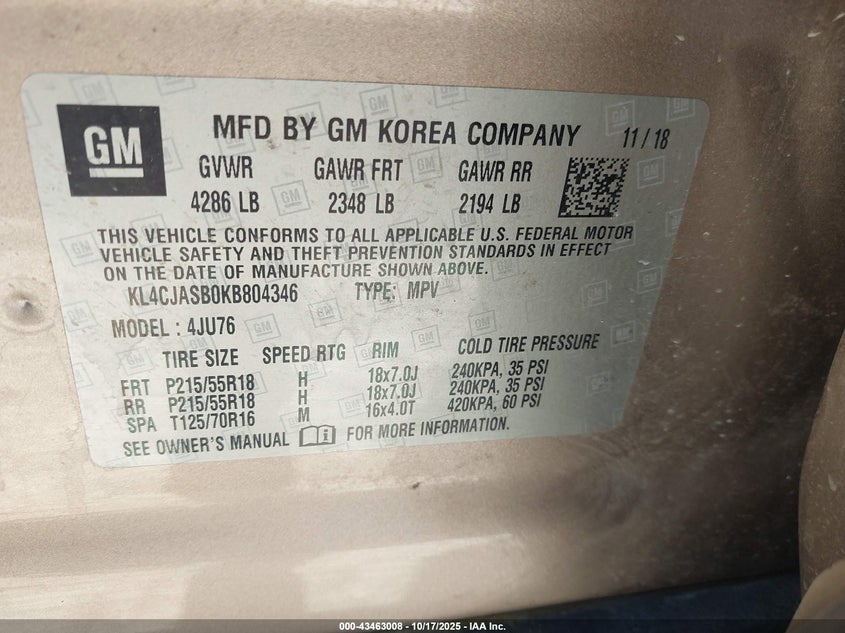 GM MFD BY GM KOREA COMPANY 11 / 18
GVWR GAWR FRT GAWR RR
4286 LB 2348 LB 2194 LB
THIS VEHICLE CONFORMS TO ALL APPLICABLE U.S. FEDERAL MOTOR
VEHICLE SAFETY AND THEFT PREVENTION STANDARDS IN EFFECT
ON THE DATE OF MANUFACTURE SHOWN ABOVE.
KL4CJASB0KB804346 TYPE: MPV
MODEL : 4JU76
TIRE SIZE SPEED RTG RIM COLD TIRE PRESSURE
FRT P215/55R18 H 18x7.0J 240KPA, 35 PSI
RR P215/55R18 H 18x7.0J 240KPA, 35 PSI
SPA T125/70R16 M 16x4.0T 420KPA, 60 PSI
SEE OWNER'S MANUAL FOR MORE INFORMATION.
000-43463008 - 10/17/2025 - IAA Inc.